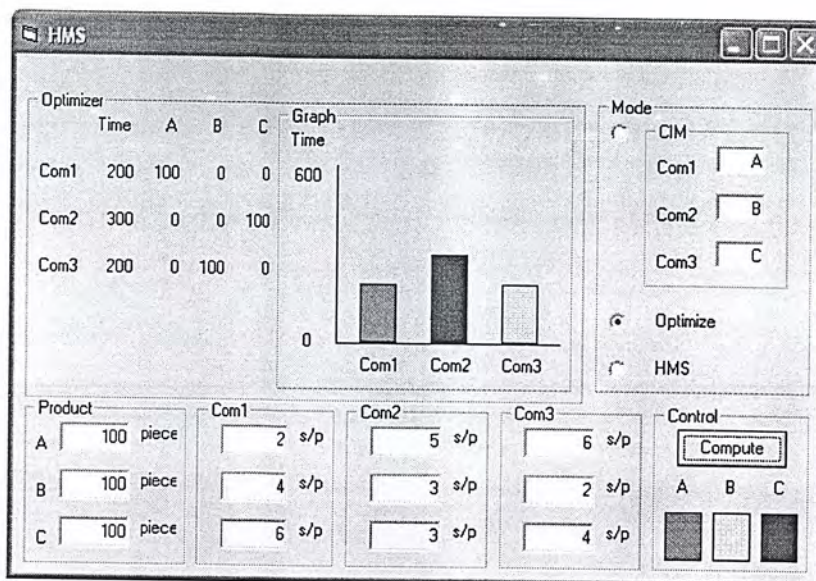 HMS
Optimizer
Time A B C
Com1 200 100 0 0
Com2 300 0 0 100
Com3 200 0 100 0
Graph
Time
600
0
Com1 Com2 Com3
Mode
CIM
Com1 A
Com2 B
Com3 C
Optimize
HMS
Product
A 100 piece
B 100 piece
C 100 piece
Com1
2 s/p
4 s/p
6 s/p
Com2
5 s/p
3 s/p
3 s/p
Com3
6 s/p
2 s/p
4 s/p
Control
Compute
A B C